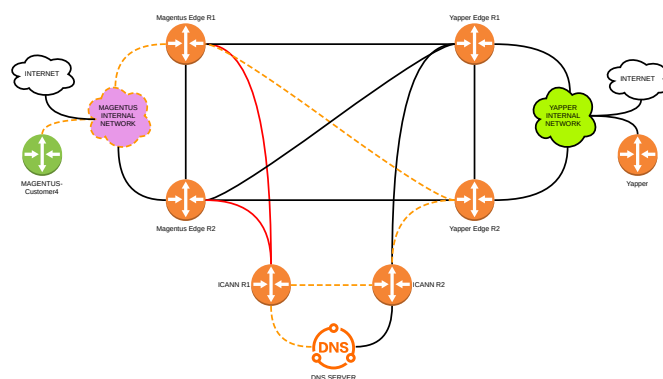 Magentus Edge R1
Yapper Edge R1
INTERNET
INTERNET
MAGENTUS
INTERNAL
NETWORK
YAPPER
INTERNAL
NETWORK
MAGENTUS-
Customer4
Yapper
Magentus Edge R2
Yapper Edge R2
ICANN R1
ICANN R2
DNS
DNS SERVER